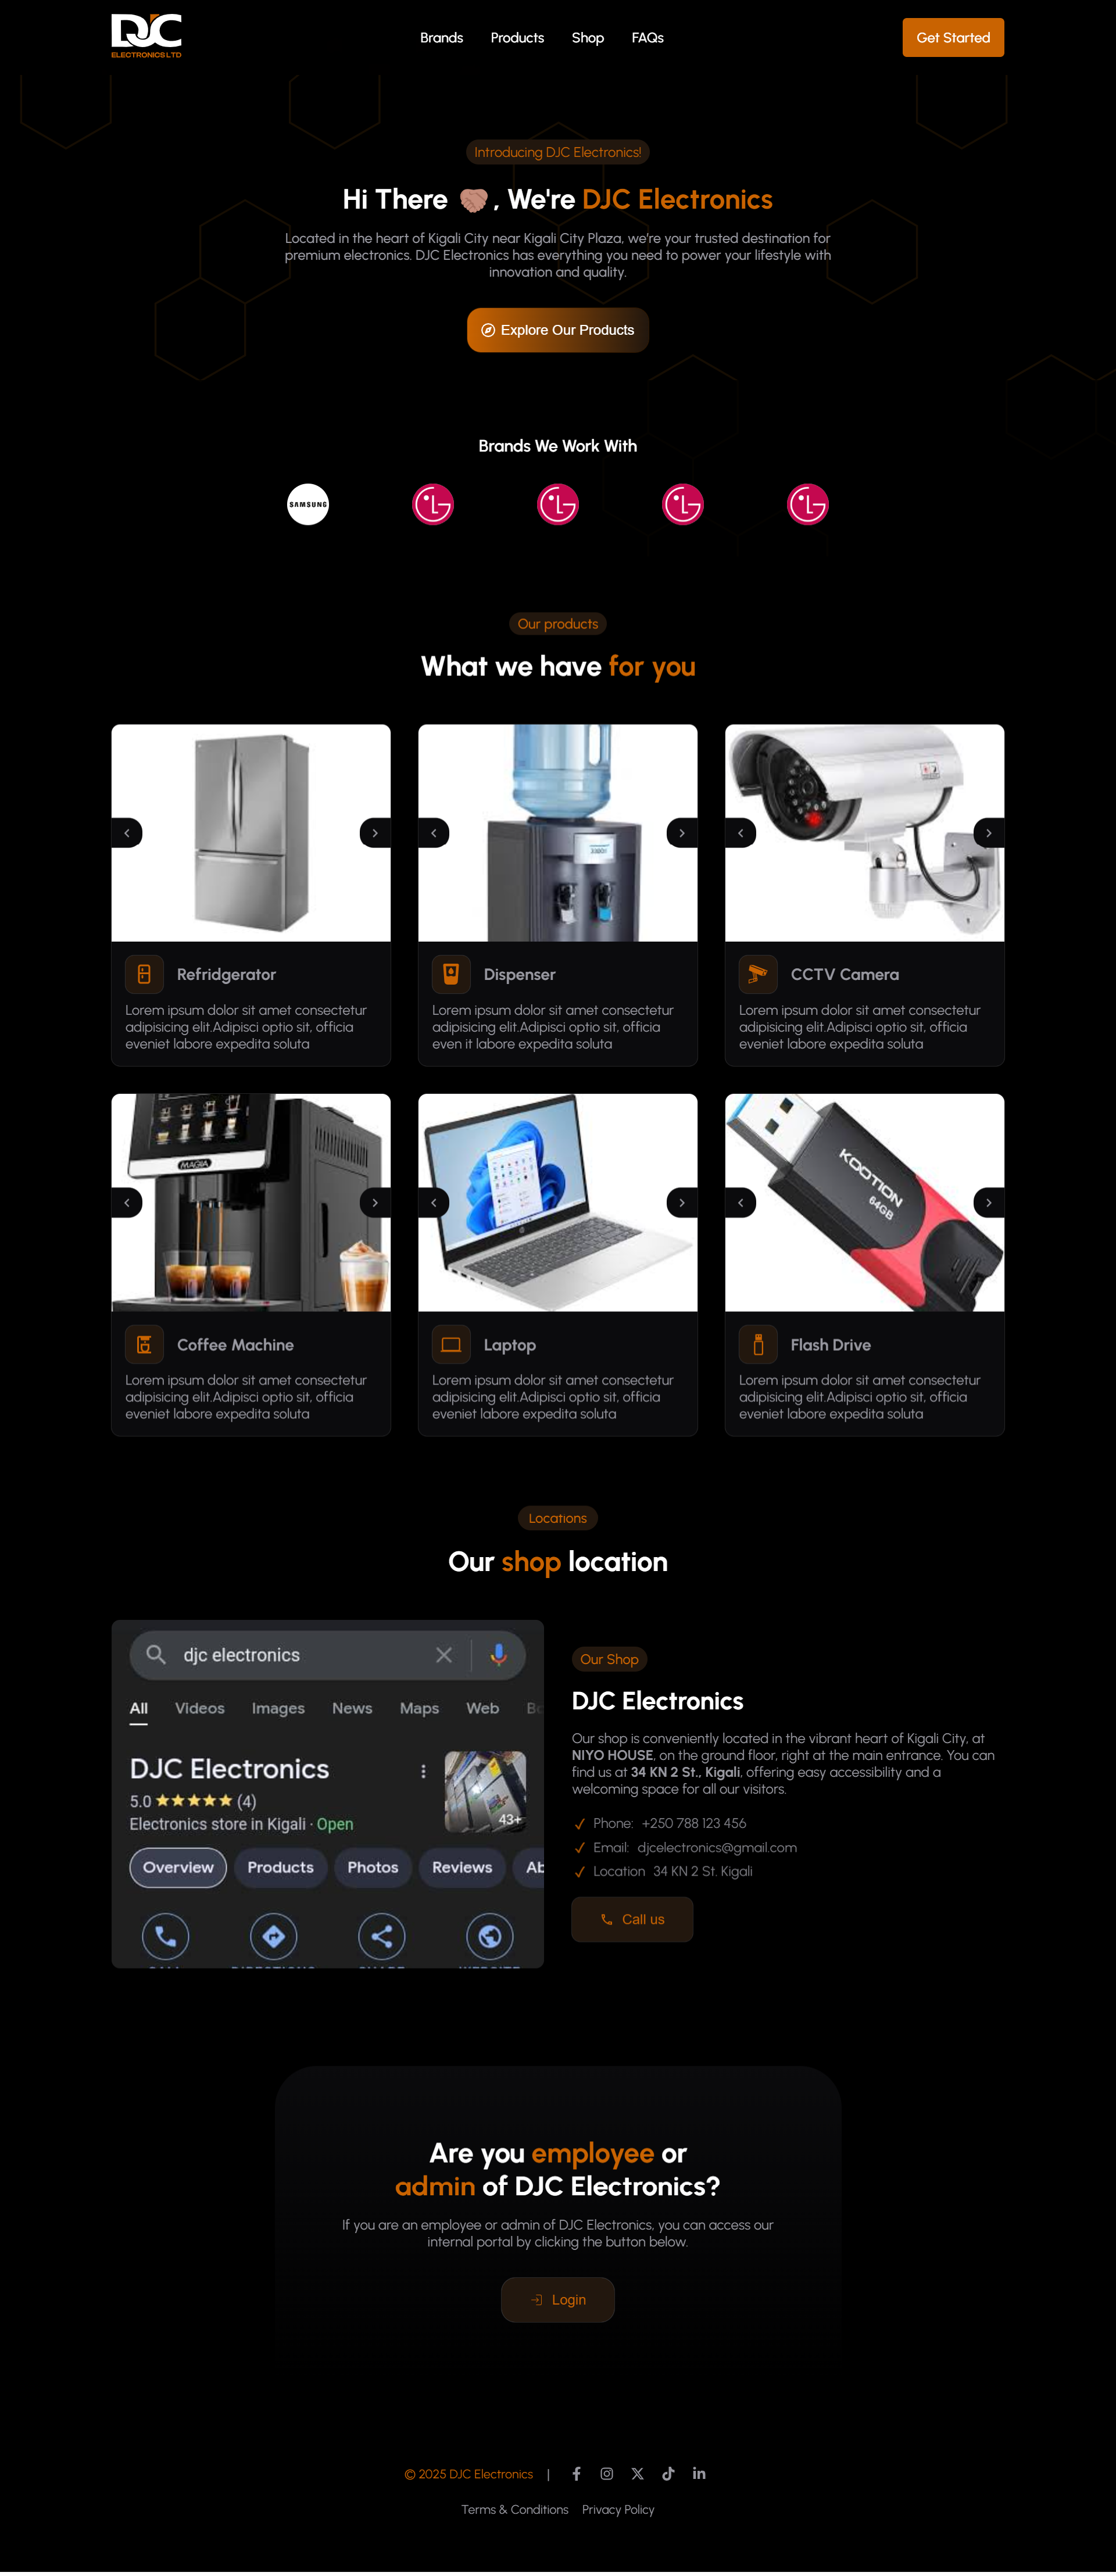 DJC
ELECTRONICS LTD
Brands
Products
Shop
FAQs
Get Started
Introducing DJC Electronics!
Hi There 🤝🏽, We're DJC Electronics
Located in the heart of Kigali City near Kigali City Plaza, we're your trusted destination for
premium electronics. DJC Electronics has everything you need to power your lifestyle with
innovation and quality.
Explore Our Products
Brands We Work With
SAMSUNG
LG
LG
LG
LG
Our products
What we have for you
Refridgerator
Lorem ipsum dolor sit amet consectetur
adipisicing elit.Adipisci optio sit, officia
eveniet labore expedita soluta
Dispenser
Lorem ipsum dolor sit amet consectetur
adipisicing elit.Adipisci optio sit, officia
even it labore expedita soluta
CCTV Camera
Lorem ipsum dolor sit amet consectetur
adipisicing elit.Adipisci optio sit, officia
eveniet labore expedita soluta
MAGIA
Coffee Machine
Lorem ipsum dolor sit amet consectetur
adipisicing elit.Adipisci optio sit, officia
eveniet labore expedita soluta
hp
Laptop
Lorem ipsum dolor sit amet consectetur
adipisicing elit.Adipisci optio sit, officia
eveniet labore expedita soluta
KOOTION
64GB
Flash Drive
Lorem ipsum dolor sit amet consectetur
adipisicing elit.Adipisci optio sit, officia
eveniet labore expedita soluta
Locations
Our shop location
djc electronics
All
Videos
Images
News
Maps
Web
Bo
DJC Electronics
5.0 ★★★★★ (4)
Electronics store in Kigali · Open
43+
Overview
Products
Photos
Reviews
Ab
CALL
DIRECTIONS
SHARE
WEBSITE
Our Shop
DJC Electronics
Our shop is conveniently located in the vibrant heart of Kigali City, at
NIYO HOUSE, on the ground floor, right at the main entrance. You can
find us at 34 KN 2 St., Kigali, offering easy accessibility and a
welcoming space for all our visitors.
Phone: +250 788 123 456
Email: djcelectronics@gmail.com
Location 34 KN 2 St. Kigali
Call us
Are you employee or
admin of DJC Electronics?
If you are an employee or admin of DJC Electronics, you can access our
internal portal by clicking the button below.
Login
© 2025 DJC Electronics |
Terms & Conditions
Privacy Policy